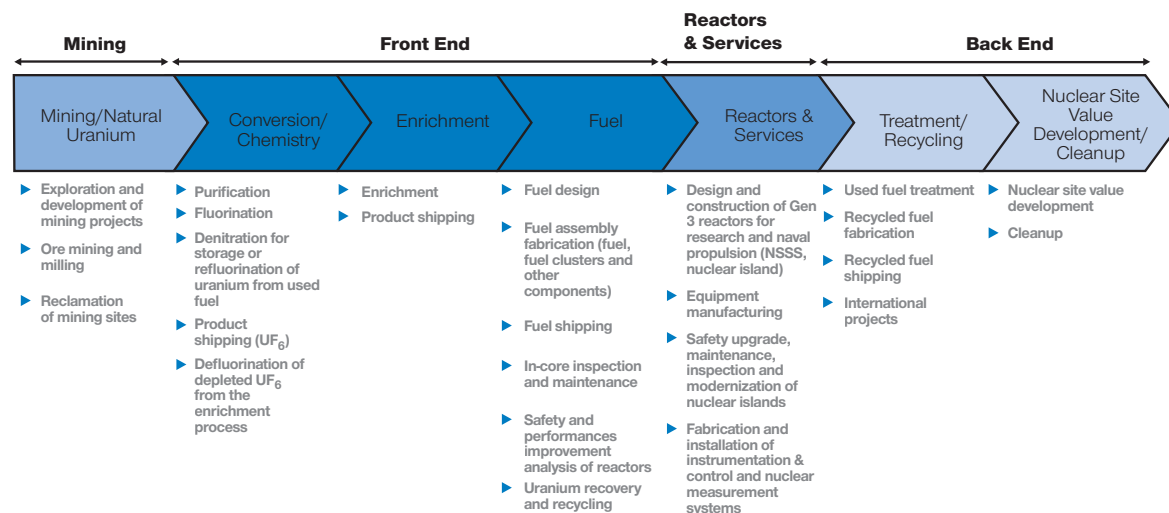 Mining
Front End
Reactors
& Services
Back End
Mining/Natural
Uranium
Conversion/
Chemistry
Enrichment
Fuel
Reactors &
Services
Treatment/
Recycling
Nuclear Site
Value
Development/
Cleanup
Exploration and
development of
mining projects
Ore mining and
milling
Reclamation
of mining sites
Purification
Fluorination
Denitration for
storage or
refluorination of
uranium from used
fuel
Product
shipping (UF6)
Defluorination of
depleted UF6
from the
enrichment
process
Enrichment
Product shipping
Fuel design
Fuel assembly
fabrication (fuel,
fuel clusters and
other
components)
Fuel shipping
In-core inspection
and maintenance
Safety and
performances
improvement
analysis of reactors
Uranium recovery
and recycling
Design and
construction of Gen
3 reactors for
research and naval
propulsion (NSSS,
nuclear island)
Equipment
manufacturing
Safety upgrade,
maintenance,
inspection and
modernization of
nuclear islands
Fabrication and
installation of
instrumentation &
control and nuclear
measurement
systems
Used fuel treatment
Recycled fuel
fabrication
Recycled fuel
shipping
International
projects
Nuclear site value
development
Cleanup